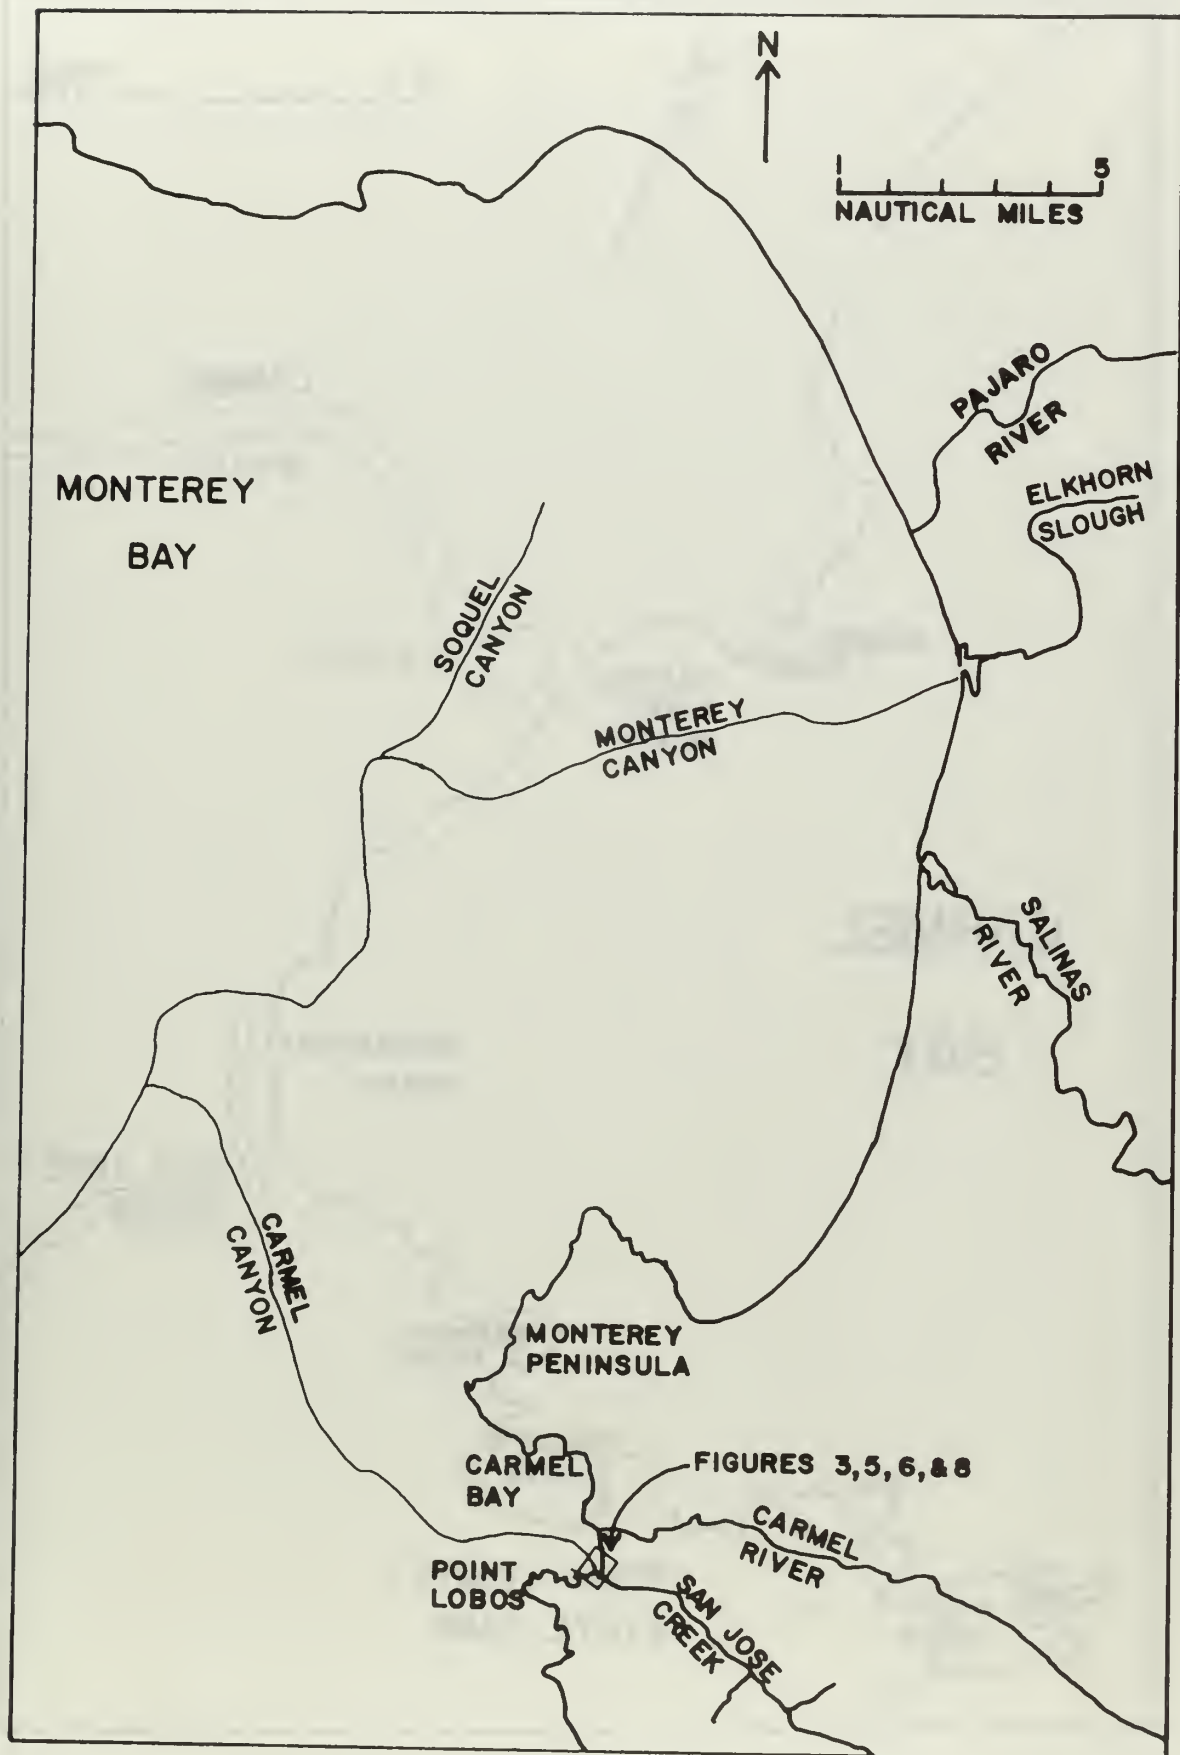 N
1 5
NAUTICAL MILES
PAJARO
RIVER
ELKHORN
SLOUGH
MONTEREY
BAY
SOQUEL
CANYON
MONTEREY
CANYON
SALINAS
RIVER
CARMEL
CANYON
MONTEREY
PENINSULA
CARMEL
BAY
FIGURES 3, 5, 6, & 8
CARMEL
RIVER
POINT
LOBOS
SAN JOSE
CREEK